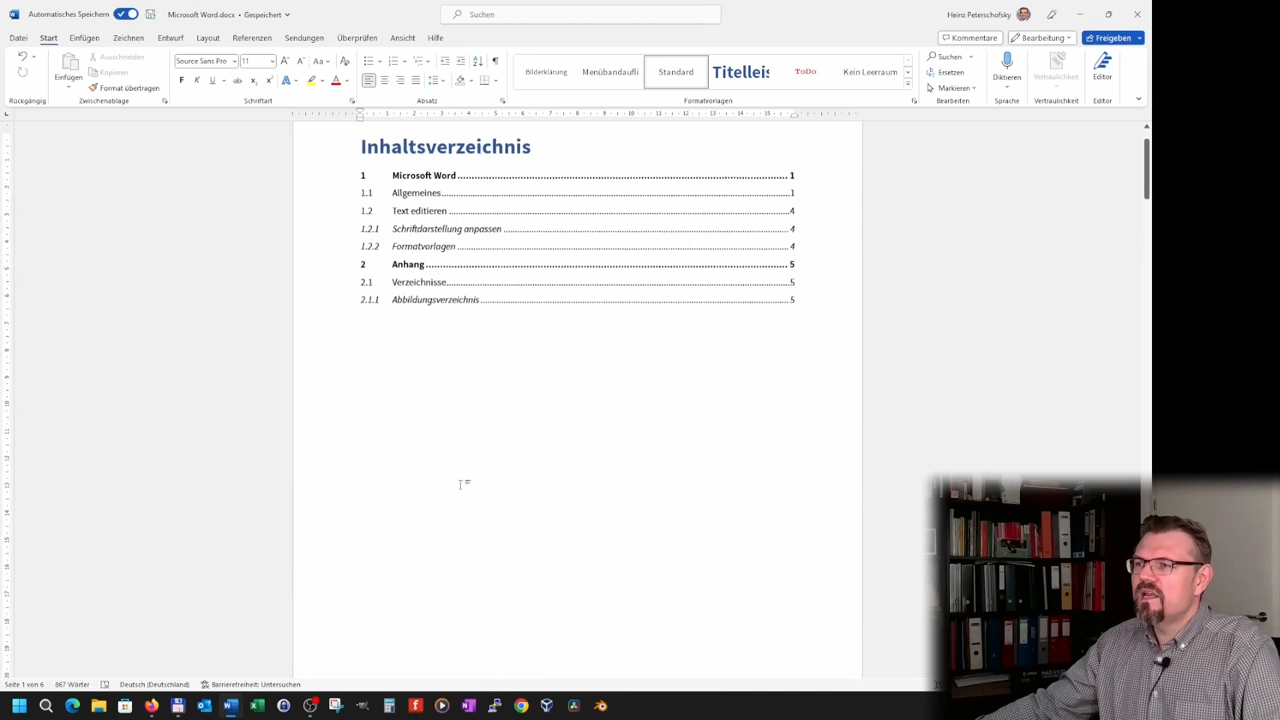 Automatisches Speichern
Microsoft Word.docx • Gespeichert
Suchen
Heinz Peterschofsky
Datei Start Einfügen Zeichnen Entwurf Layout Referenzen Sendungen Überprüfen Ansicht Hilfe
Kommentare Bearbeitung Freigeben
Einfügen
Ausschneiden
Kopieren
Format übertragen
Source Sans Pro 11
Bilderklärung Menübandaufli Standard Titelleis ToDo Kein Leerraum
Suchen
Ersetzen
Markieren
Diktieren
Vertraulichkeit
Editor
Rückgängig Zwischenablage Schriftart Absatz Formatvorlagen Bearbeiten Sprache Vertraulichkeit Editor
Inhaltsverzeichnis
1 Microsoft Word 1
1.1 Allgemeines 1
1.2 Text editieren 4
1.2.1 Schriftdarstellung anpassen 4
1.2.2 Formatvorlagen 4
2 Anhang 5
2.1 Verzeichnisse 5
2.1.1 Abbildungsverzeichnis 5
Seite 1 von 6 867 Wörter Deutsch (Deutschland) Barrierefreiheit: Untersuchen